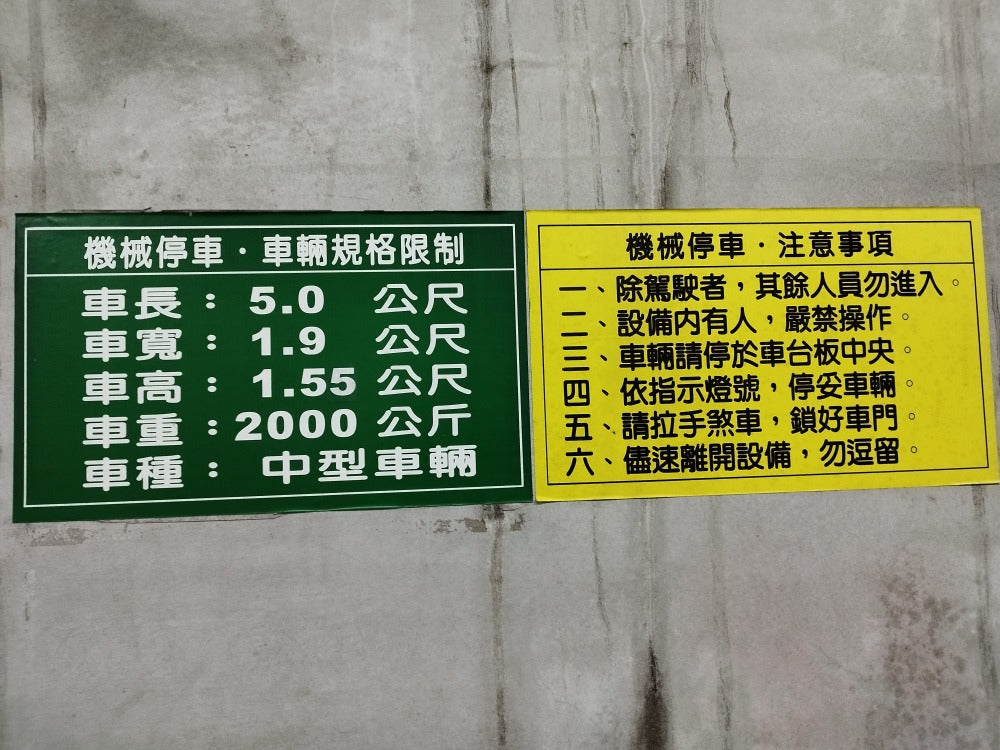 機械停車・車輛規格限制
車長：5.0 公尺
車寬：1.9 公尺
車高：1.55 公尺
車重：2000 公斤
車種：中型車輛
機械停車・注意事項
一、除駕駛者，其餘人員勿進入。
二、設備內有人，嚴禁操作。
三、車輛請停於車台板中央。
四、依指示燈號，停妥車輛。
五、請拉手煞車，鎖好車門。
六、儘速離開設備，勿逗留。